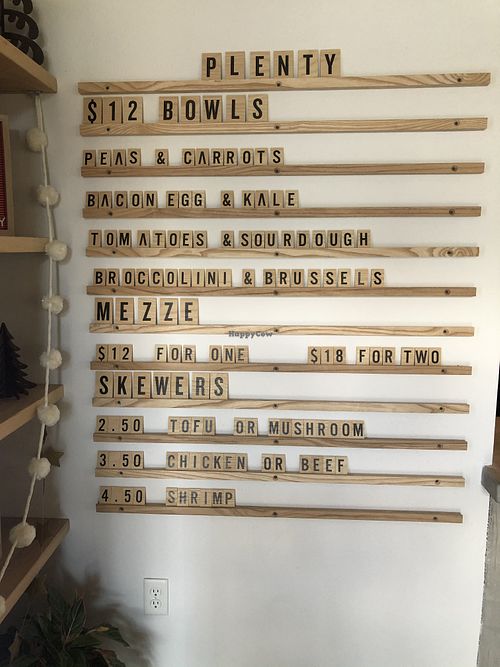 PLENTY
$12 BOWLS
PEAS & CARROTS
BACON EGG & KALE
TOMATOES & SOURDOUGH
BROCCOLINI & BRUSSELS
MEZZE
HappyCow
$12 FOR ONE $18 FOR TWO
SKEWERS
2.50 TOFU OR MUSHROOM
3.50 CHICKEN OR BEEF
4.50 SHRIMP